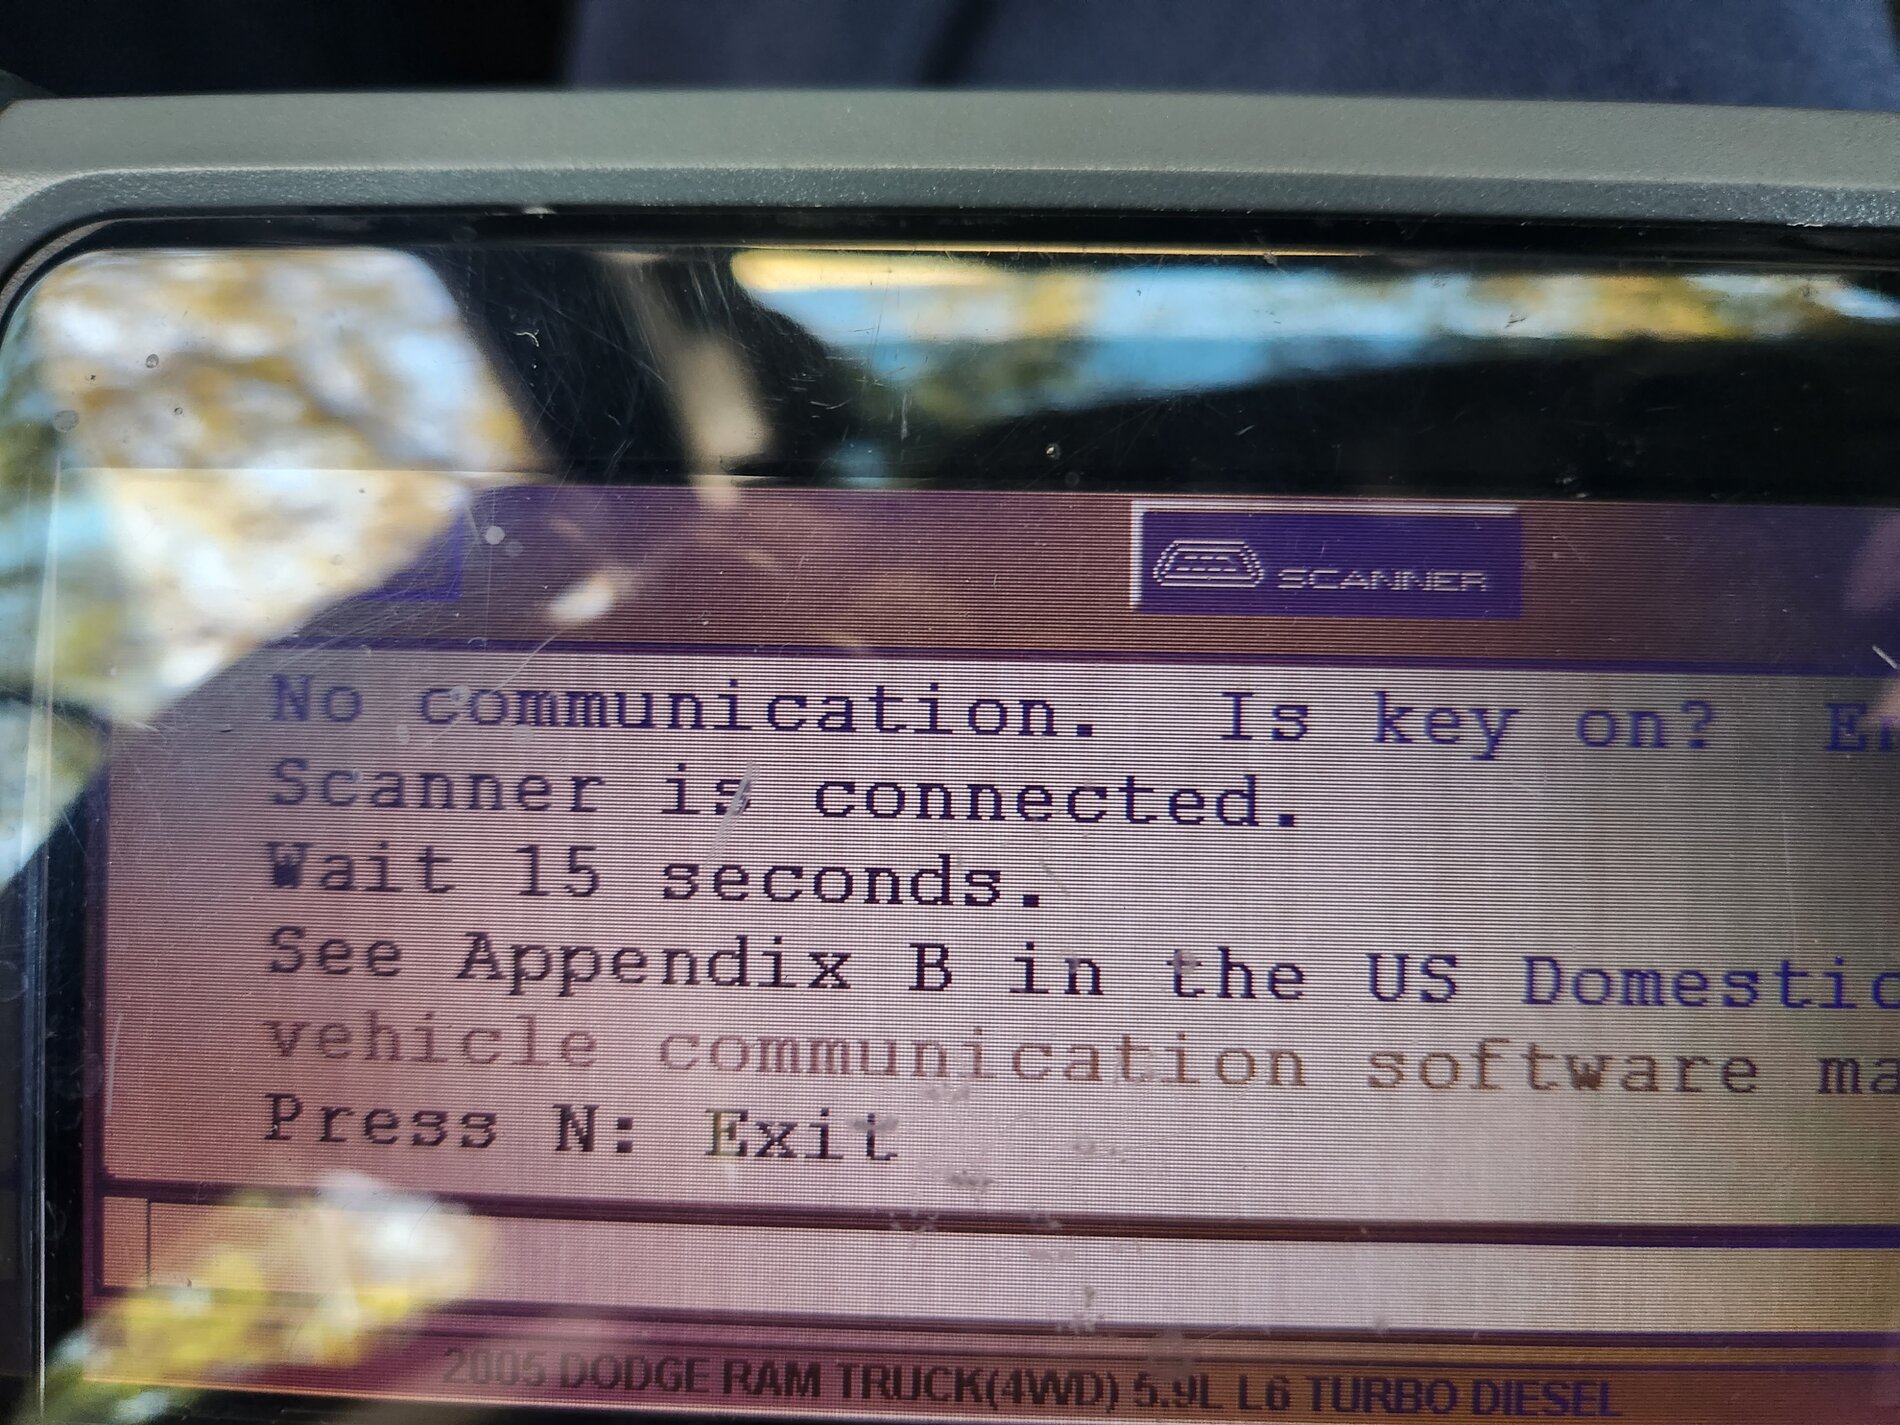 SCANNER
No communication. Is key on?
Scanner is connected.
Wait 15 seconds.
See Appendix B in the US Domestic
vehicle communication software
Press N: Exit
2005 DODGE RAM TRUCK(4WD) 5.9L L6 TURBO DIESEL